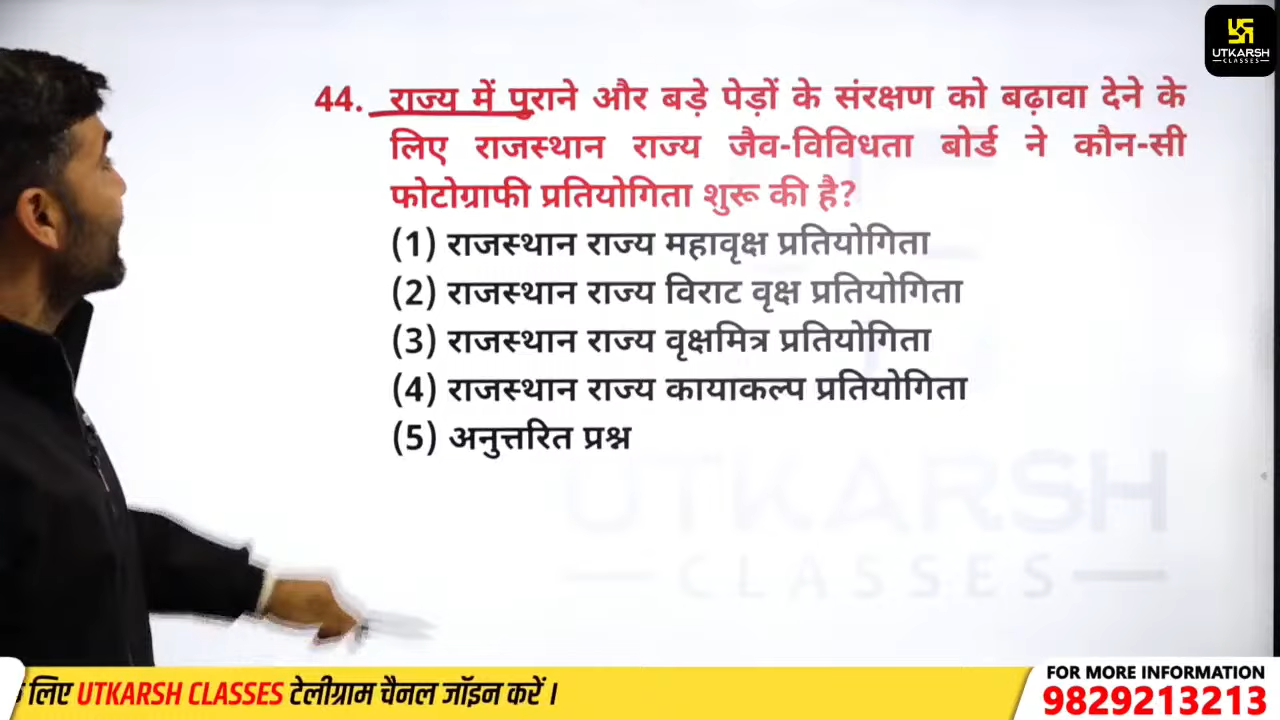 UTKARSH
CLASSES
44. राज्य में पुराने और बड़े पेड़ों के संरक्षण को बढ़ावा देने के
लिए राजस्थान राज्य जैव-विविधता बोर्ड ने कौन-सी
फोटोग्राफी प्रतियोगिता शुरू की है?
(1) राजस्थान राज्य महावृक्ष प्रतियोगिता
(2) राजस्थान राज्य विराट वृक्ष प्रतियोगिता
(3) राजस्थान राज्य वृक्षमित्र प्रतियोगिता
(4) राजस्थान राज्य कायाकल्प प्रतियोगिता
(5) अनुत्तरित प्रश्न
UTKARSH
CLASSES
लिए UTKARSH CLASSES टेलीग्राम चैनल जॉइन करें ।
FOR MORE INFORMATION
9829213213